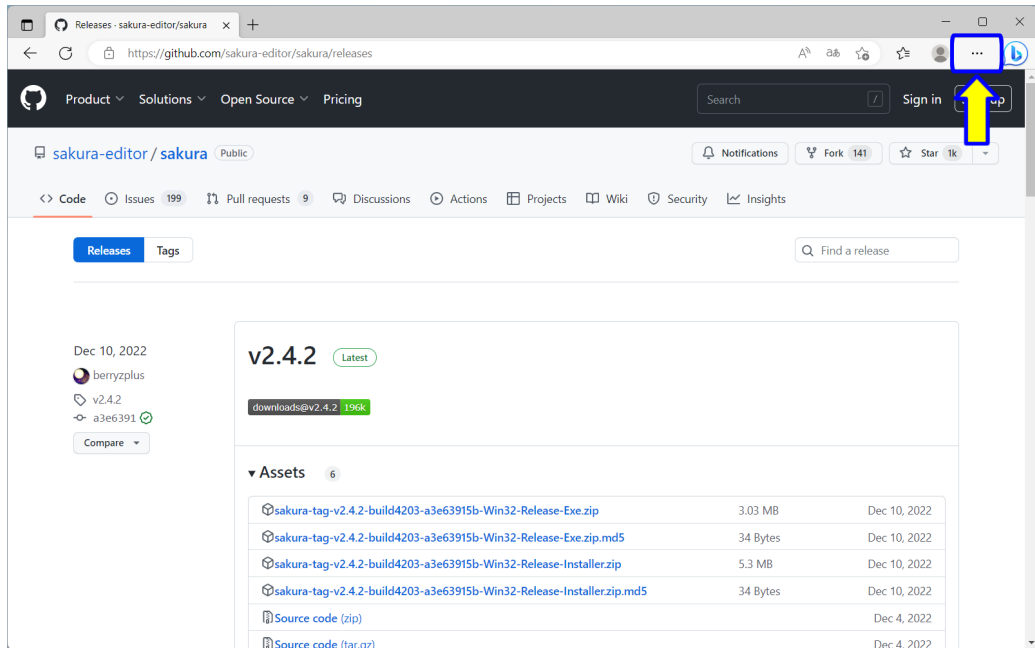 Releases · sakura-editor/sakura
https://github.com/sakura-editor/sakura/releases
Product Solutions Open Source Pricing Search / Sign in
sakura-editor / sakura Public Notifications Fork 141 Star 1k
Code Issues 199 Pull requests 9 Discussions Actions Projects Wiki Security Insights
Releases Tags Find a release
Dec 10, 2022
berryzplus
v2.4.2
a3e6391
Compare
v2.4.2 Latest
downloads@v2.4.2 196k
Assets 6
sakura-tag-v2.4.2-build4203-a3e63915b-Win32-Release-Exe.zip 3.03 MB Dec 10, 2022
sakura-tag-v2.4.2-build4203-a3e63915b-Win32-Release-Exe.zip.md5 34 Bytes Dec 10, 2022
sakura-tag-v2.4.2-build4203-a3e63915b-Win32-Release-Installer.zip 5.3 MB Dec 10, 2022
sakura-tag-v2.4.2-build4203-a3e63915b-Win32-Release-Installer.zip.md5 34 Bytes Dec 10, 2022
Source code (zip) Dec 4, 2022
Source code (tar.gz) Dec 4, 2022